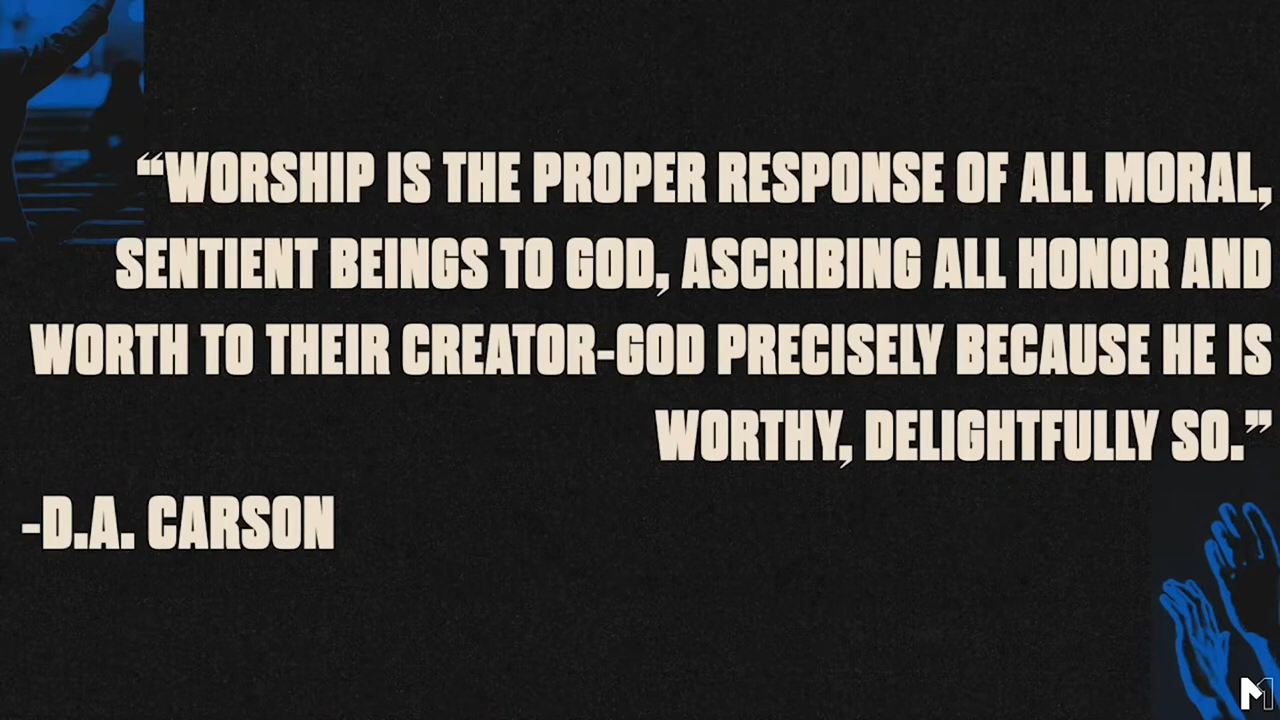 “WORSHIP IS THE PROPER RESPONSE OF ALL MORAL,
SENTIENT BEINGS TO GOD, ASCRIBING ALL HONOR AND
WORTH TO THEIR CREATOR-GOD PRECISELY BECAUSE HE IS
WORTHY, DELIGHTFULLY SO.”
-D.A. CARSON
M1